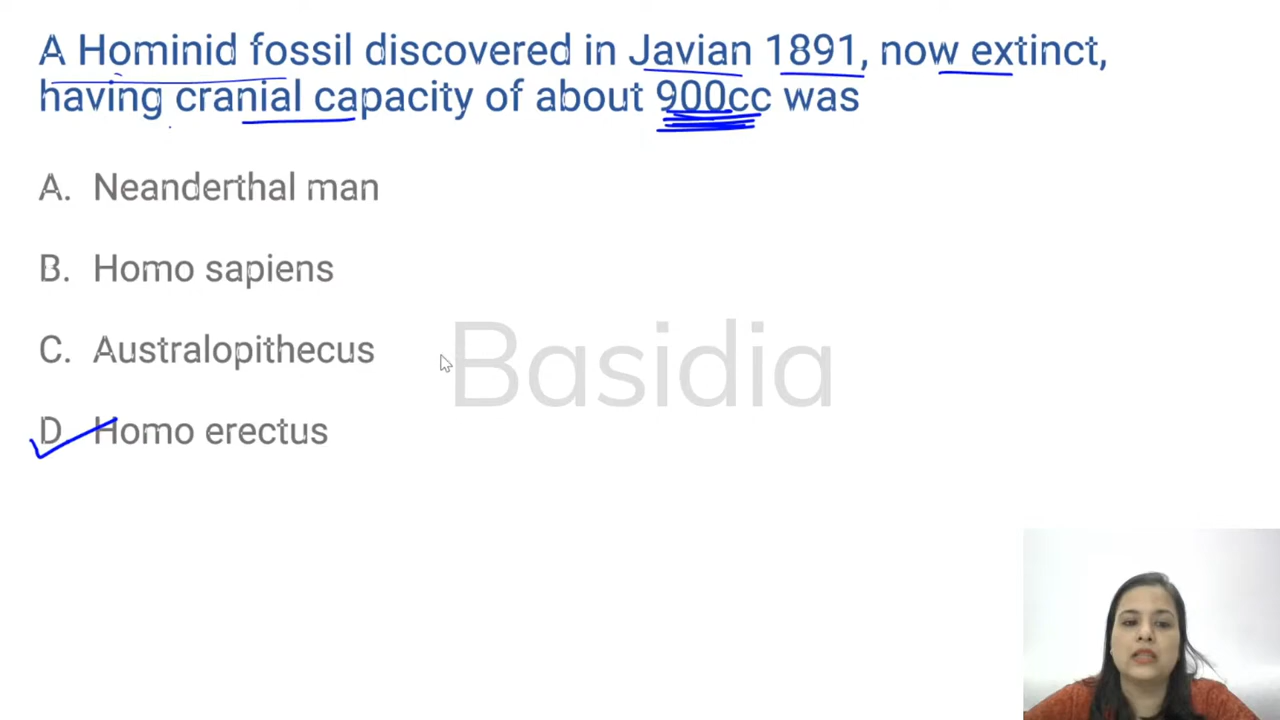 A Hominid fossil discovered in Javian 1891, now extinct,
having cranial capacity of about 900cc was
A. Neanderthal man
B. Homo sapiens
C. Australopithecus
D. Homo erectus
Basidia